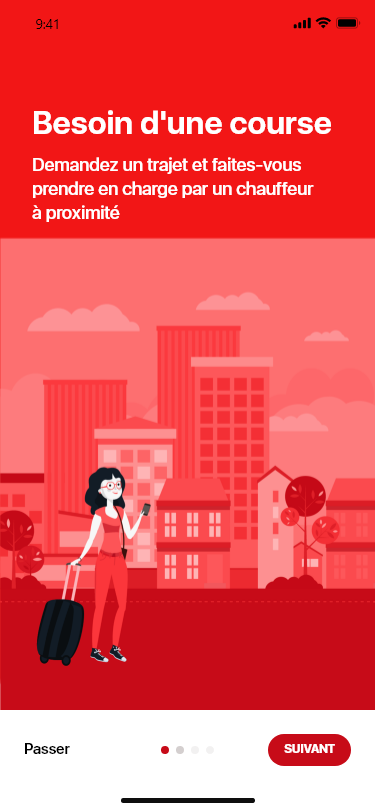 9:41
Besoin d'une course
Demandez un trajet et faites-vous
prendre en charge par un chauffeur
à proximité
Passer
SUIVANT